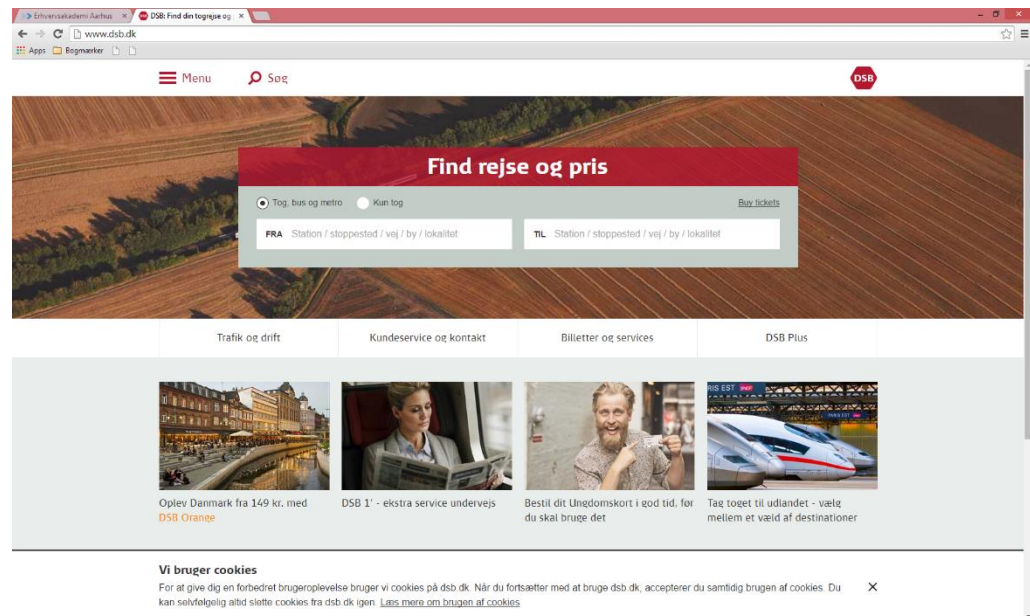 Erhvervsakademi Aarhus
DSB: Find din togrejse og
www.dsb.dk
Apps Bogmærker
Menu Søg DSB
Find rejse og pris
Tog, bus og metro Kun tog Buy tickets
FRA Station / stoppested / vej / by / lokalitet TIL Station / stoppested / vej / by / lokalitet
Trafik og drift Kundeservice og kontakt Billetter og services DSB Plus
RIS EST
PARIS EST
Oplev Danmark fra 149 kr. med
DSB Orange
DSB 1' - ekstra service undervejs
Bestil dit Ungdomskort i god tid, før
du skal bruge det
Tag toget til udlandet - vælg
mellem et væld af destinationer
Vi bruger cookies
For at give dig en forbedret brugeroplevelse bruger vi cookies på dsb.dk. Når du fortsætter med at bruge dsb.dk, accepterer du samtidig brugen af cookies. Du
kan selvfølgelig altid slette cookies fra dsb.dk igen. Læs mere om brugen af cookies